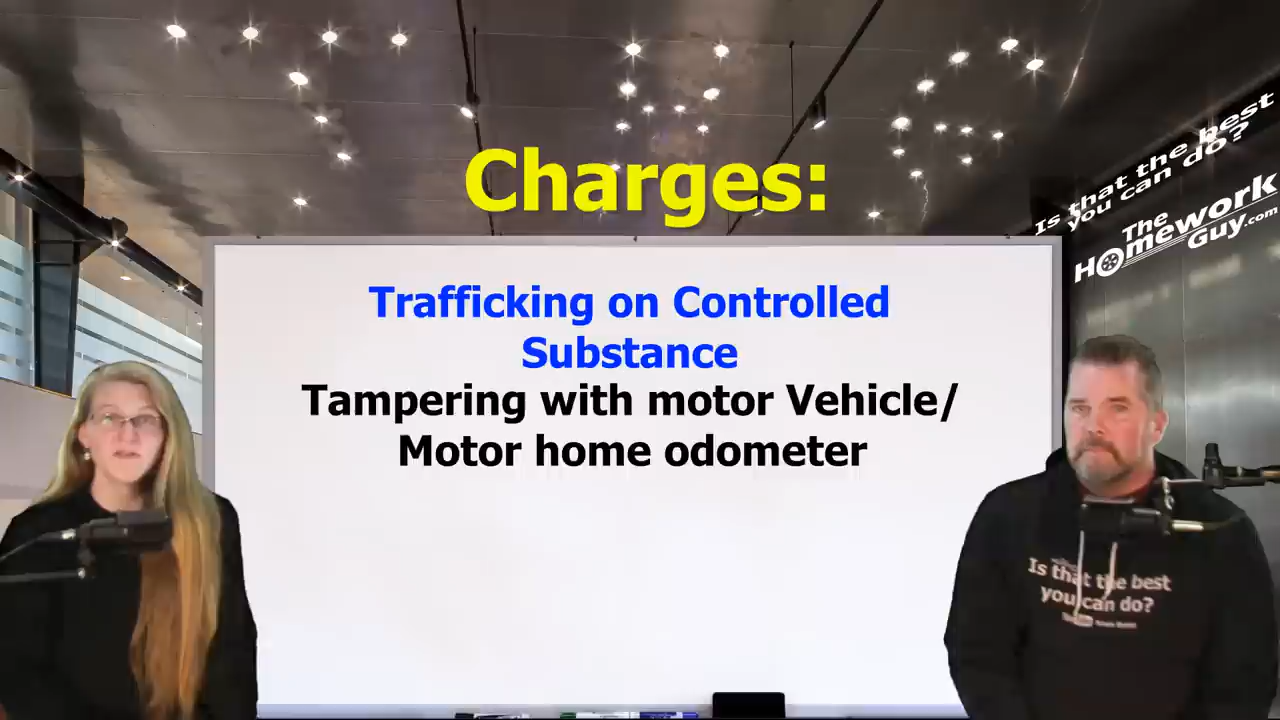 Charges:
Trafficking on Controlled
Substance
Tampering with motor Vehicle/
Motor home odometer
Is that the best
you can do?
The
Homework
Guy.com
Is that the best
you can do?